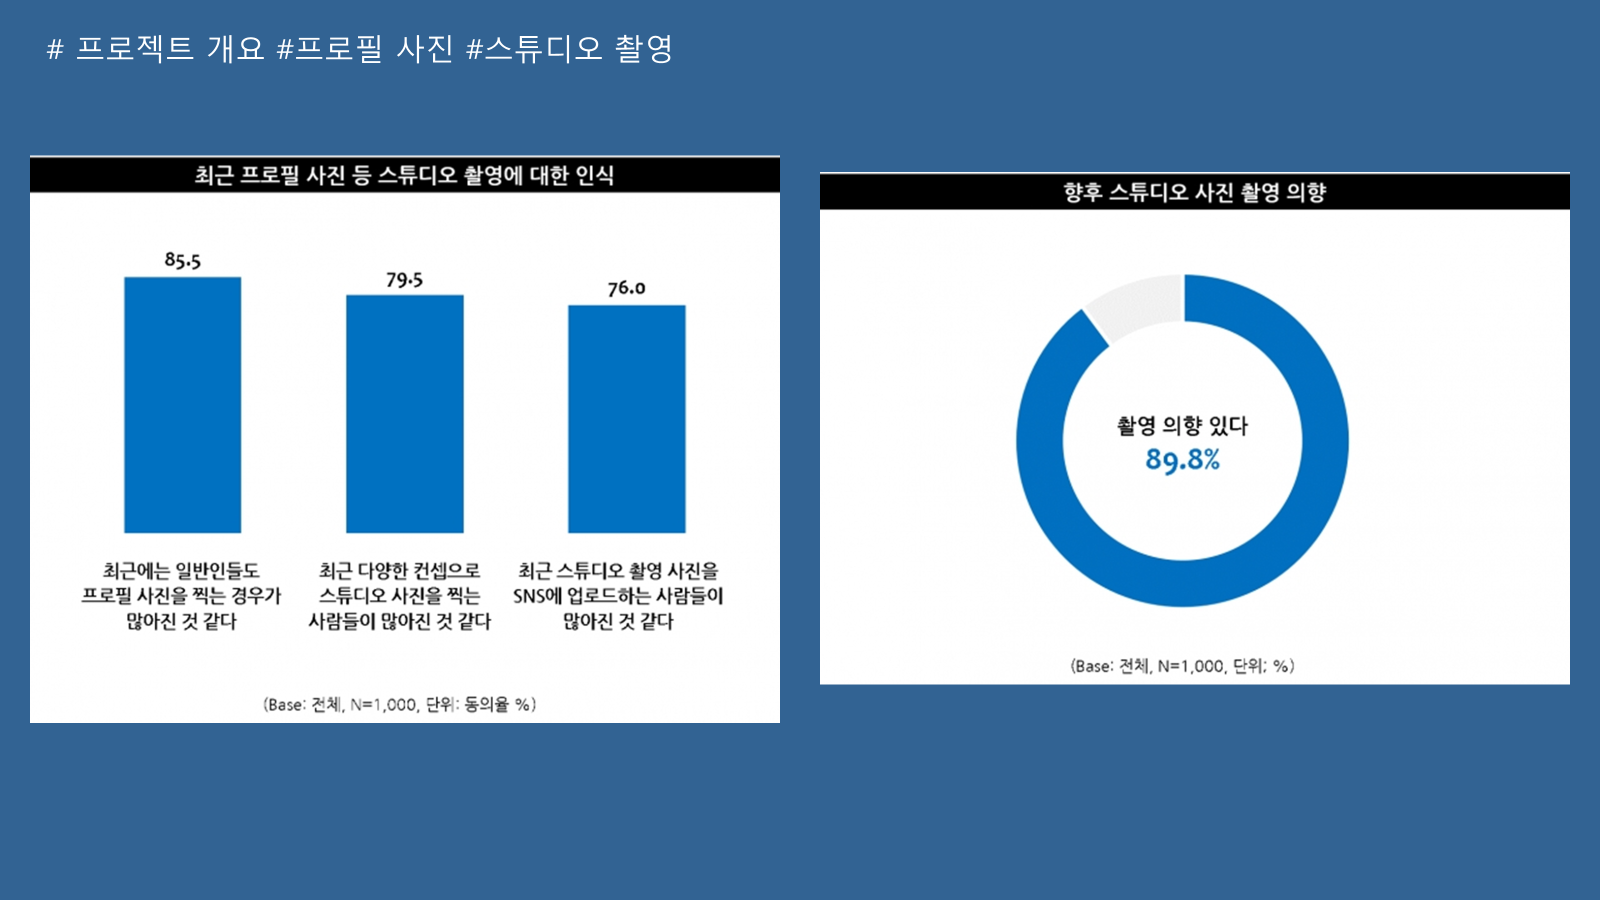 # 프로젝트 개요 #프로필 사진 #스튜디오 촬영
최근 프로필 사진 등 스튜디오 촬영에 대한 인식
85.5
79.5
76.0
최근에는 일반인들도
프로필 사진을 찍는 경우가
많아진 것 같다
최근 다양한 컨셉으로
스튜디오 사진을 찍는
사람들이 많아진 것 같다
최근 스튜디오 촬영 사진을
SNS에 업로드하는 사람들이
많아진 것 같다
(Base: 전체, N=1,000, 단위: 동의율 %)
향후 스튜디오 사진 촬영 의향
촬영 의향 있다
89.8%
(Base: 전체, N=1,000, 단위; %)